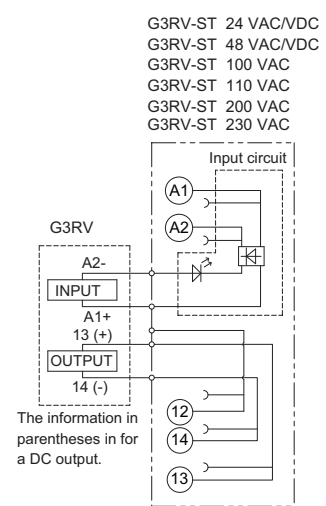 G3RV-ST 24 VAC/VDC
G3RV-ST 48 VAC/VDC
G3RV-ST 100 VAC
G3RV-ST 110 VAC
G3RV-ST 200 VAC
G3RV-ST 230 VAC
Input circuit
A1
A2
G3RV
A2-
INPUT
A1+
13 (+)
OUTPUT
14 (-)
12
14
13
The information in
parentheses in for
a DC output.